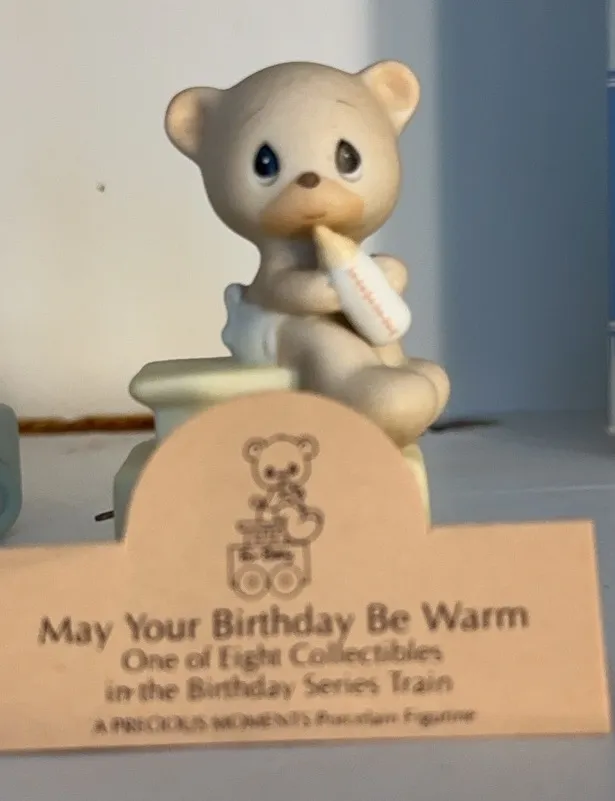 May Your Birthday Be Warm
One of Eight Collectibles
in the Birthday Series Train
A PRECIOUS MOMENTS Porcelain Figurine